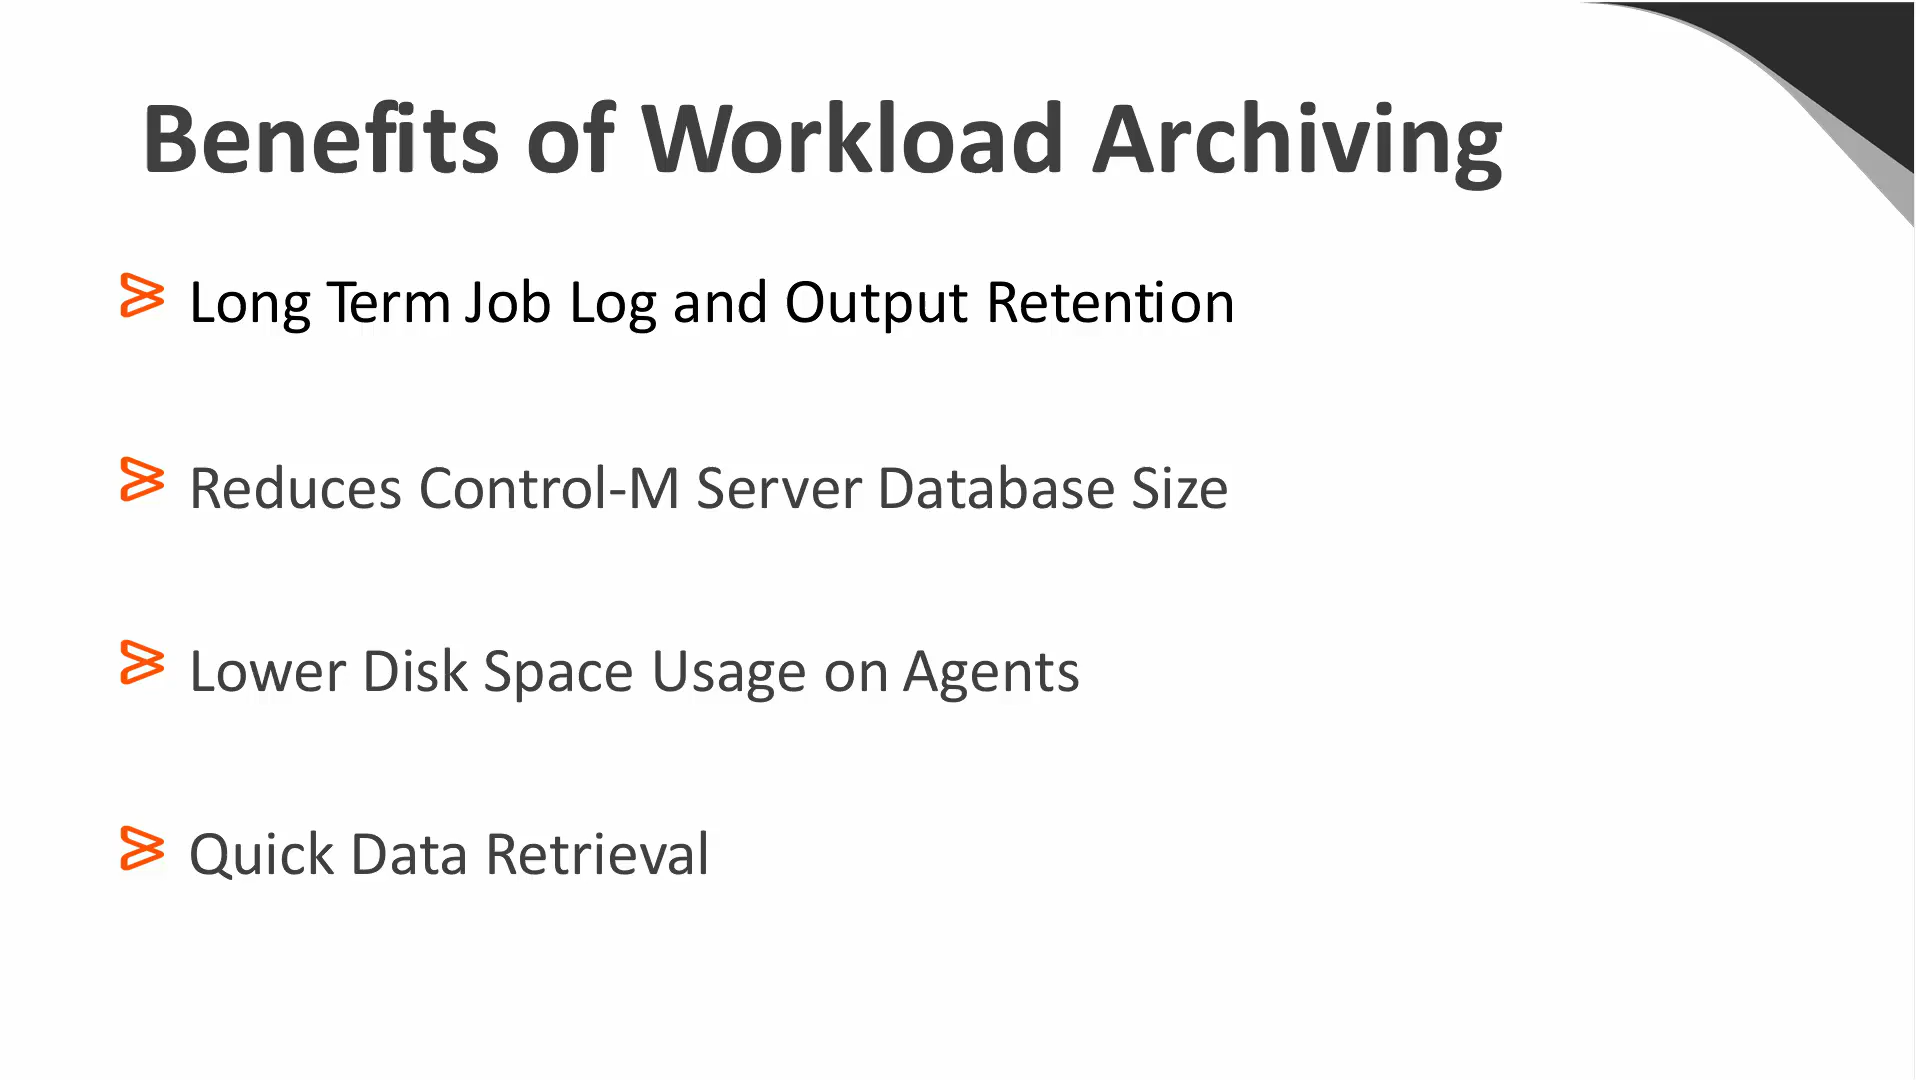 Benefits of Workload Archiving
Long Term Job Log and Output Retention
Reduces Control-M Server Database Size
Lower Disk Space Usage on Agents
Quick Data Retrieval